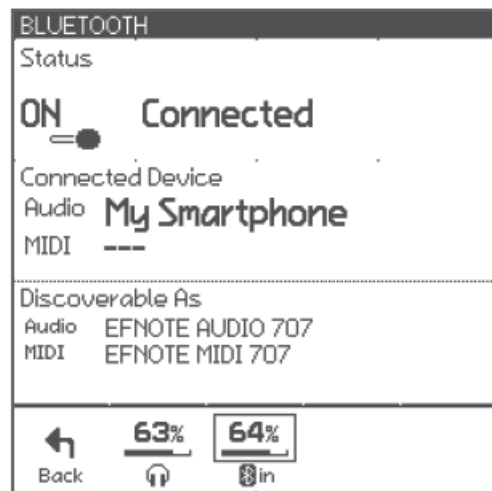 BLUETOOTH
Status
ON Connected
Connected Device
Audio My Smartphone
MIDI ---
Discoverable As
Audio EFNOTE AUDIO 707
MIDI EFNOTE MIDI 707
63% 64%
Back in